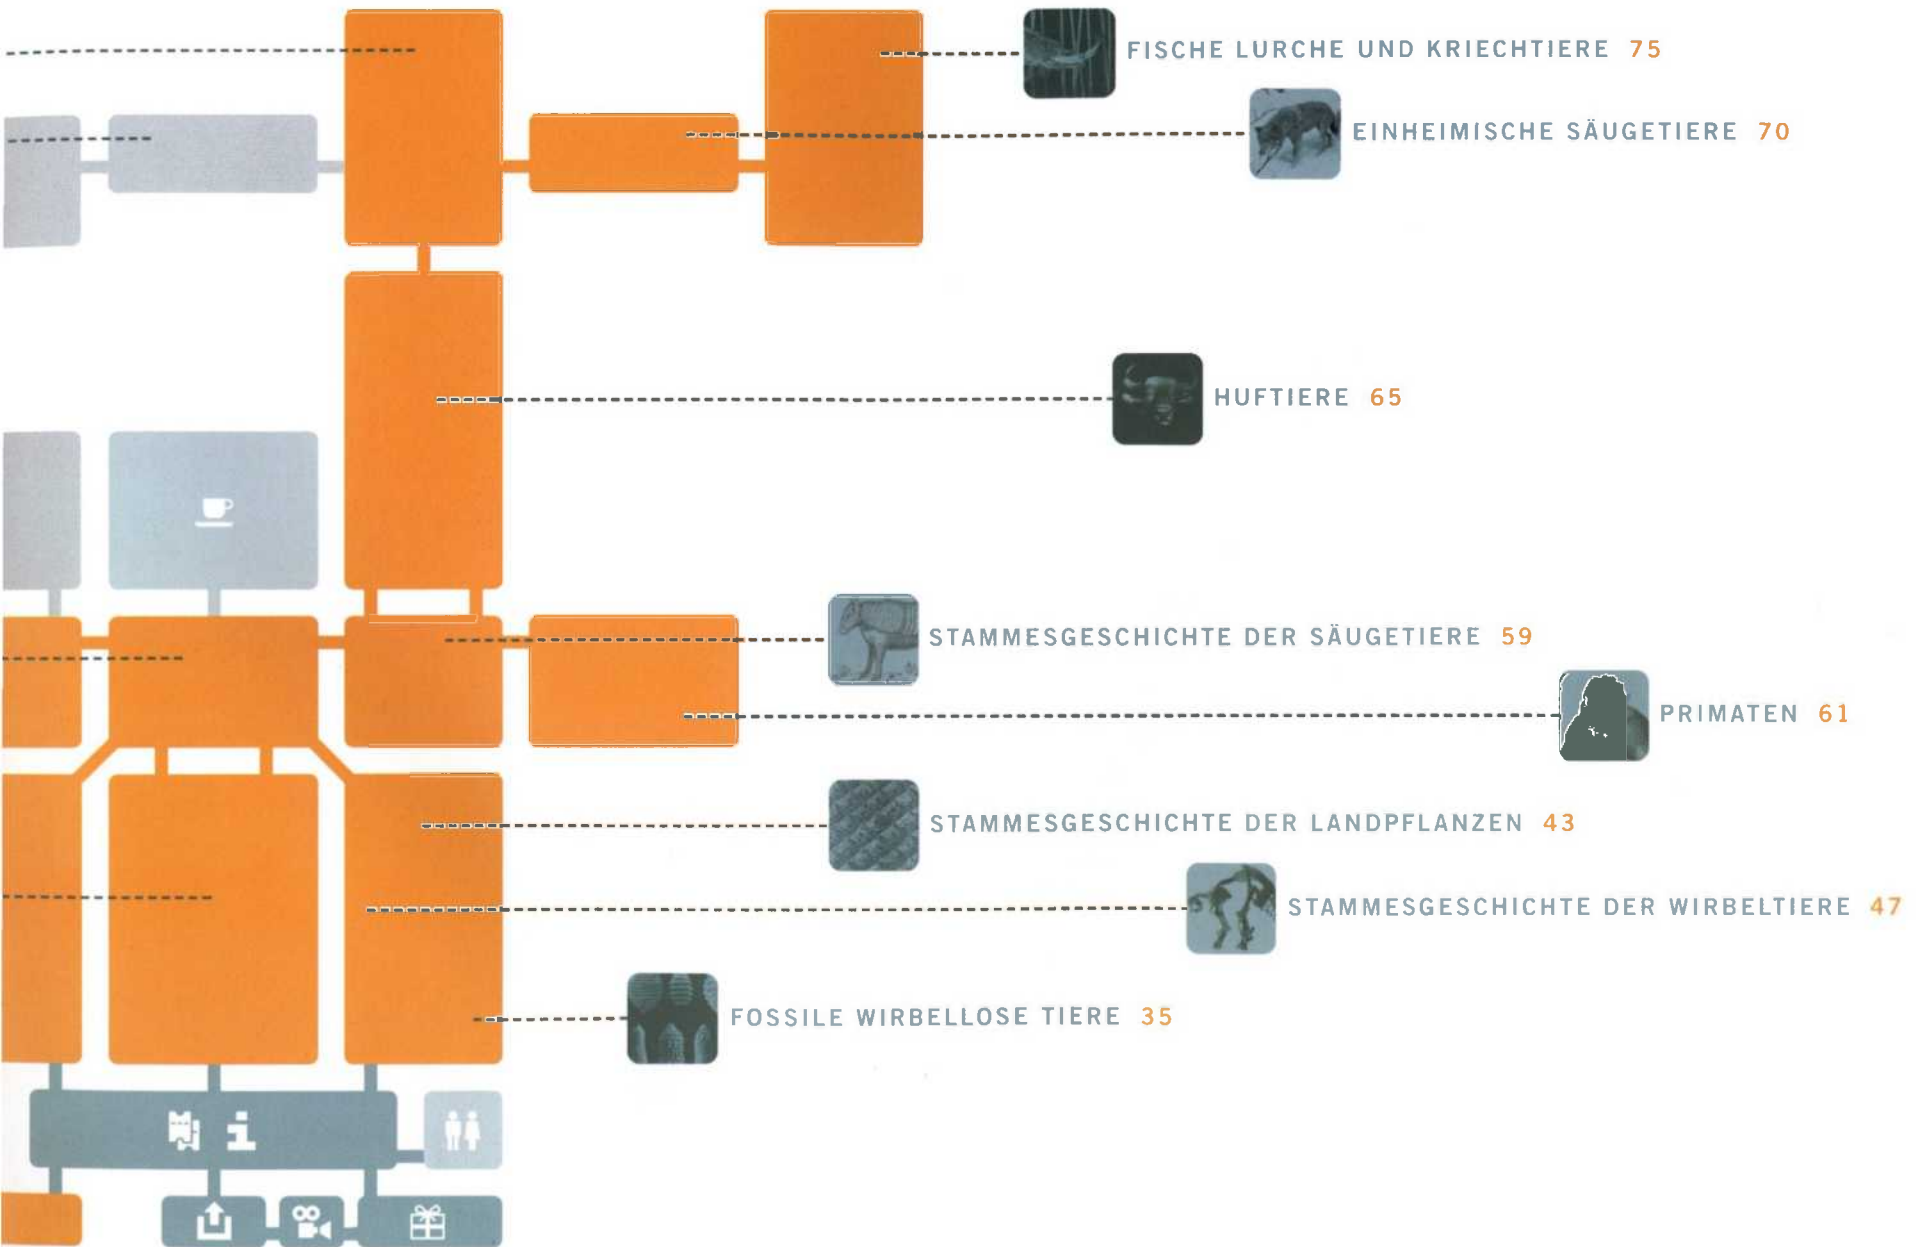 FISCHE LURCHE UND KRIECHTIERE 75
EINHEIMISCHE SÄUGETIERE 70
HUFTIERE 65
STAMMESGESCHICHTE DER SÄUGETIERE 59
PRIMATEN 61
STAMMESGESCHICHTE DER LANDPFLANZEN 43
STAMMESGESCHICHTE DER WIRBELTIERE 47
FOSSILE WIRBELLOSE TIERE 35
i